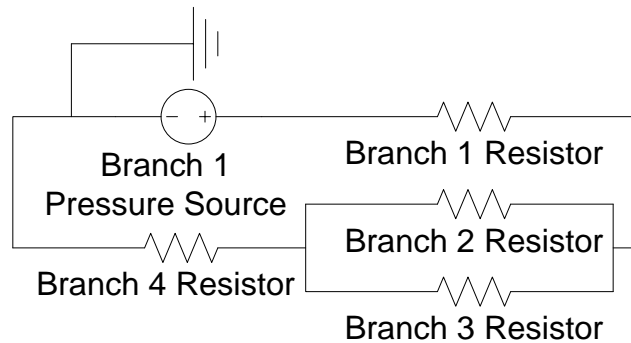 − +
Branch 1
Pressure Source
Branch 1 Resistor
Branch 2 Resistor
Branch 4 Resistor
Branch 3 Resistor